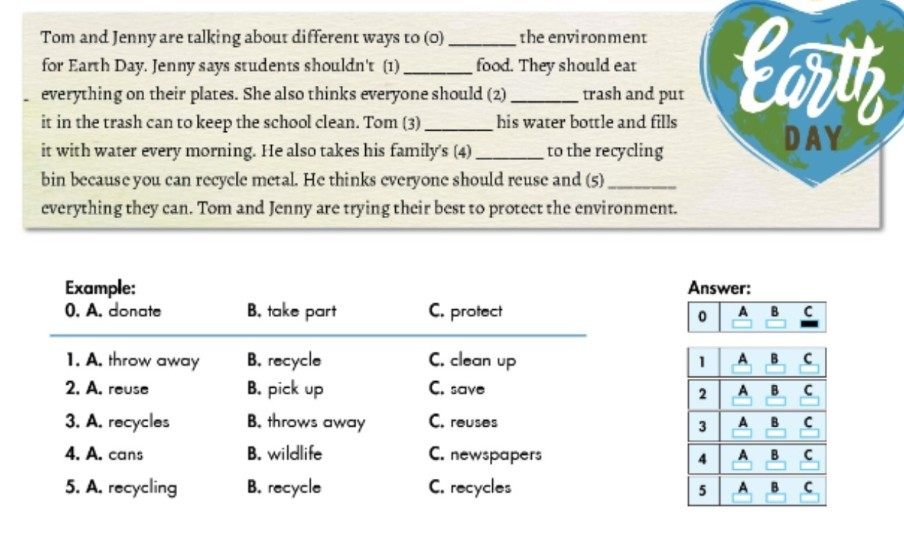 Earth
DAY
Tom and Jenny are talking about different ways to (0) _______ the environment
for Earth Day. Jenny says students shouldn't (1) _______ food. They should eat
everything on their plates. She also thinks everyone should (2) _______ trash and put
it in the trash can to keep the school clean. Tom (3) _______ his water bottle and fills
it with water every morning. He also takes his family's (4) _______ to the recycling
bin because you can recycle metal. He thinks everyone should reuse and (5) _______
everything they can. Tom and Jenny are trying their best to protect the environment.
Example: Answer:
0. A. donate B. take part C. protect 0 A B C
1. A. throw away B. recycle C. clean up 1 A B C
2. A. reuse B. pick up C. save 2 A B C
3. A. recycles B. throws away C. reuses 3 A B C
4. A. cans B. wildlife C. newspapers 4 A B C
5. A. recycling B. recycle C. recycles 5 A B C